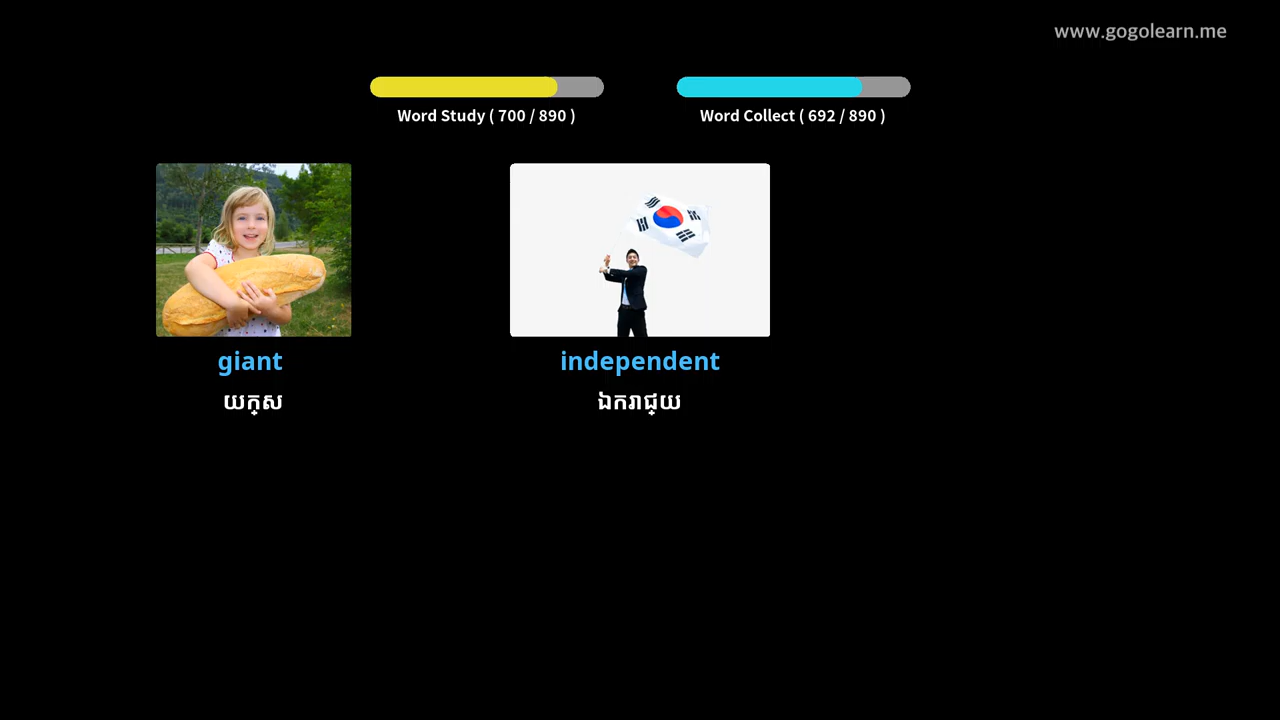 www.gogolearn.me
Word Study ( 700 / 890 )
Word Collect ( 692 / 890 )
giant
independent
យក្ស
ឯករាជ្យ